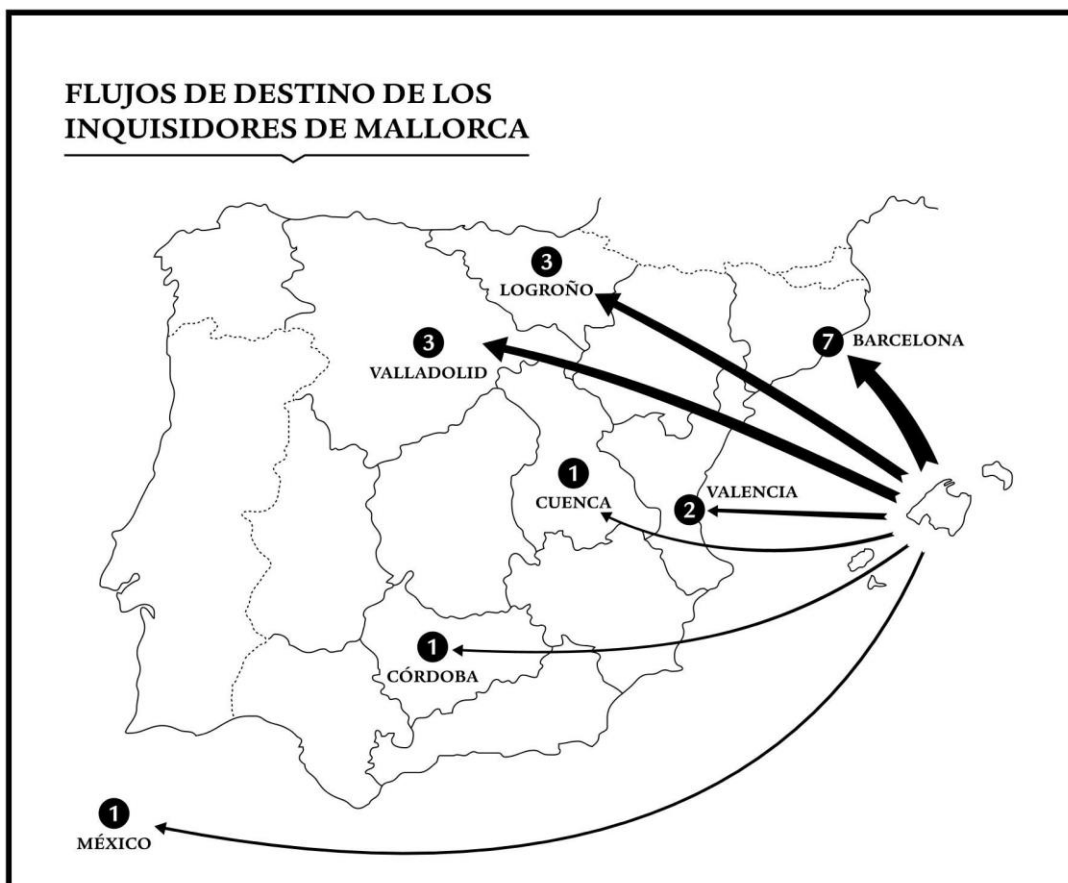 FLUJOS DE DESTINO DE LOS
INQUISIDORES DE MALLORCA
3
LOGROÑO
3
VALLADOLID
7 BARCELONA
1
CUENCA
2 VALENCIA
1
CÓRDOBA
1
MÉXICO